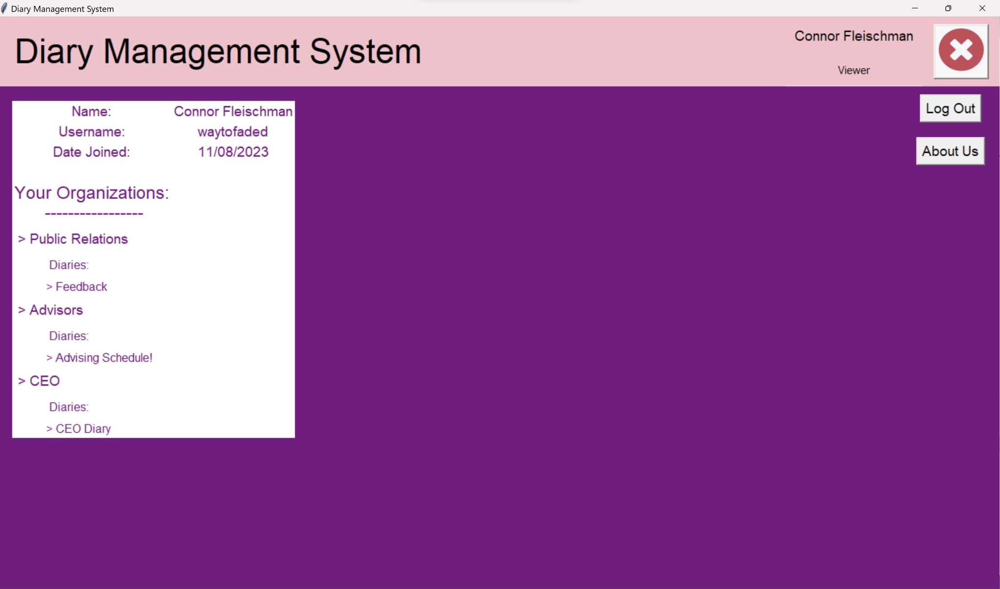 Diary Management System
Diary Management System
Connor Fleischman
Viewer
Log Out
About Us
Name: Connor Fleischman
Username: waytofaded
Date Joined: 11/08/2023
Your Organizations:
-----------------
> Public Relations
Diaries:
> Feedback
> Advisors
Diaries:
> Advising Schedule!
> CEO
Diaries:
> CEO Diary